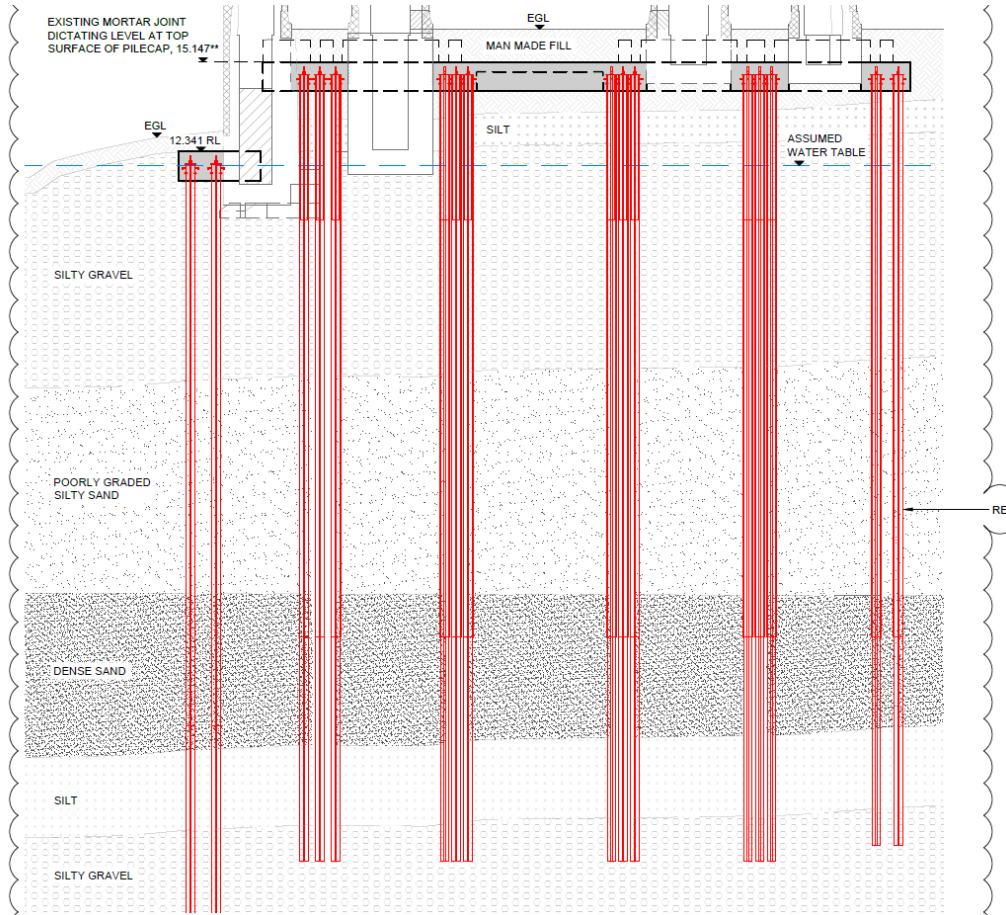 EXISTING MORTAR JOINT
DICTATING LEVEL AT TOP
SURFACE OF PILECAP, 15.147**
EGL
MAN MADE FILL
EGL
12.341 RL
SILT
ASSUMED
WATER TABLE
SILTY GRAVEL
POORLY GRADED
SILTY SAND
RE
DENSE SAND
SILT
SILTY GRAVEL